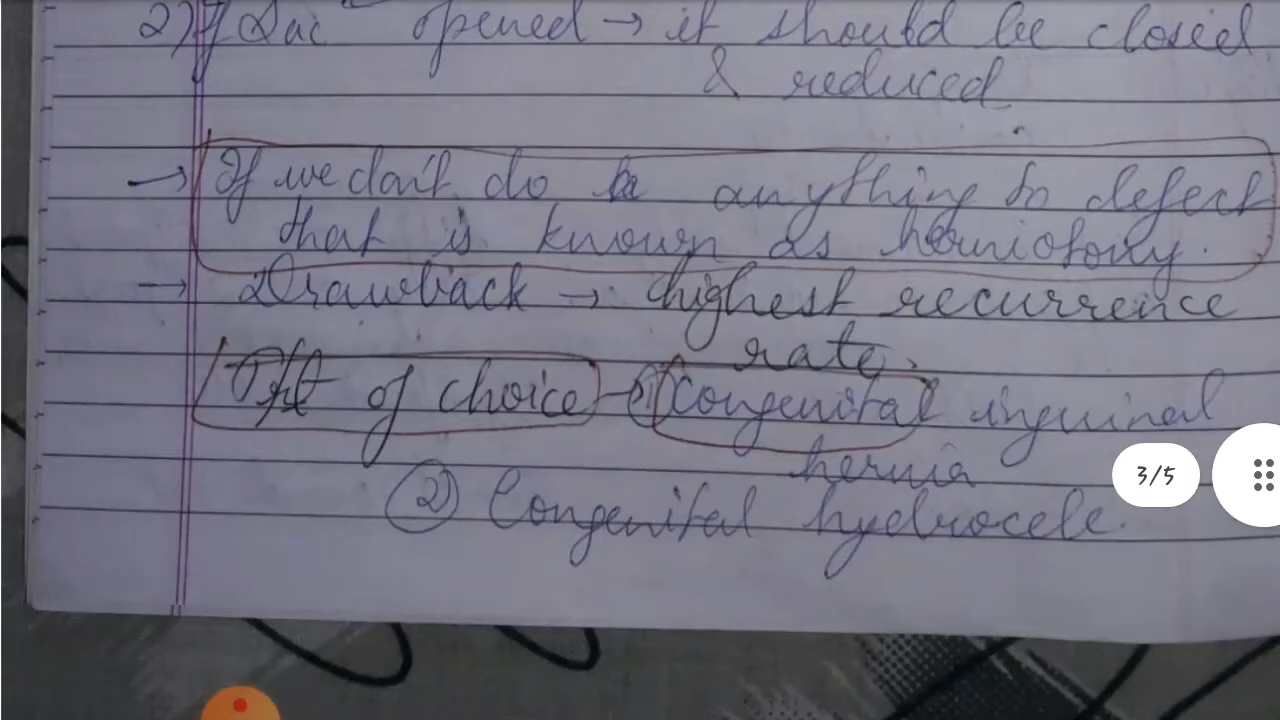 2) If Sac opened → it should be closed
& reduced
→ If we don't do anything to defect
that is known as herniotomy.
→ Drawback → highest recurrence
rate.
Opt of choice → ① Congenital inguinal
hernia
② Congenital hydrocele.
3/5